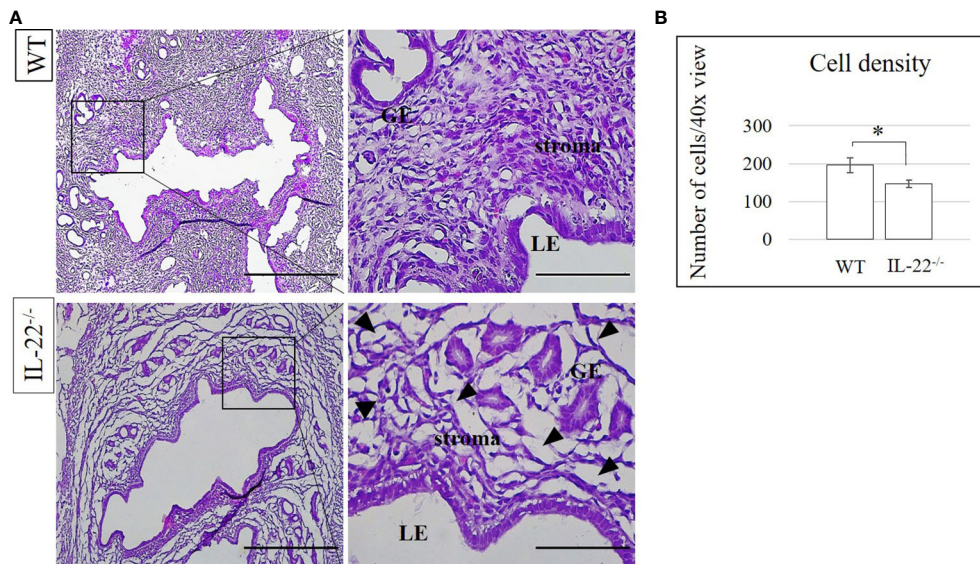 A
WT
GE
stroma
LE
IL-22-/-
GE
stroma
LE
B
Cell density
Number of cells/40x view
300
200
100
0
*
WT
IL-22-/-